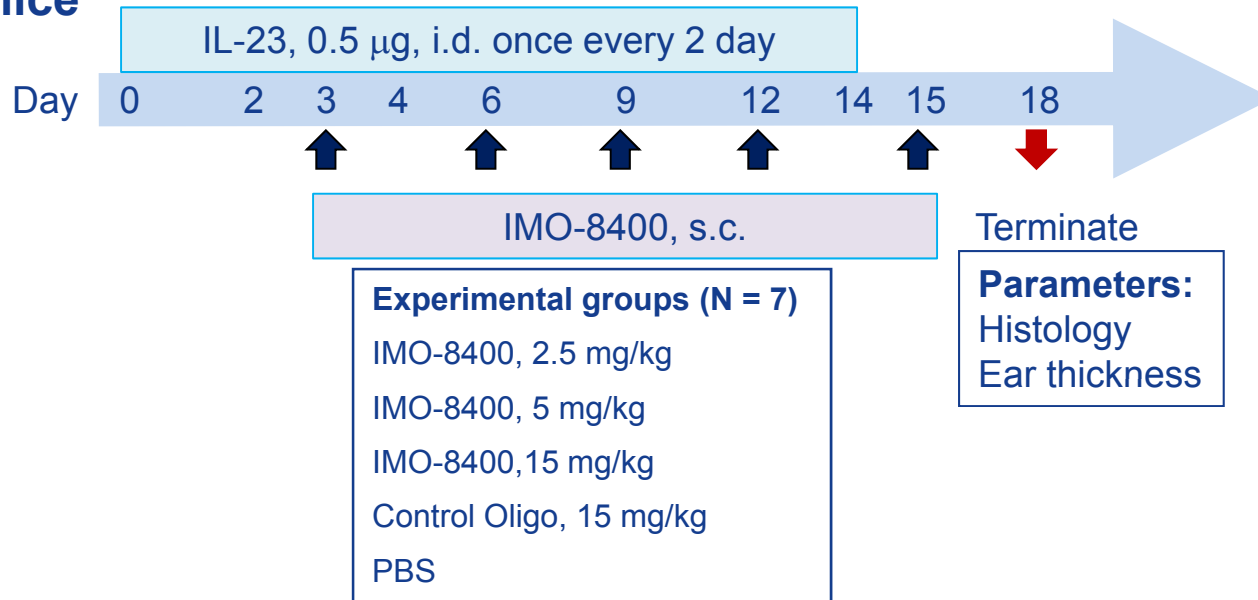 IL-23, 0.5 μg, i.d. once every 2 day
Day 0 2 3 4 6 9 12 14 15 18
IMO-8400, s.c.
Terminate
Experimental groups (N = 7)
IMO-8400, 2.5 mg/kg
IMO-8400, 5 mg/kg
IMO-8400,15 mg/kg
Control Oligo, 15 mg/kg
PBS
Parameters:
Histology
Ear thickness